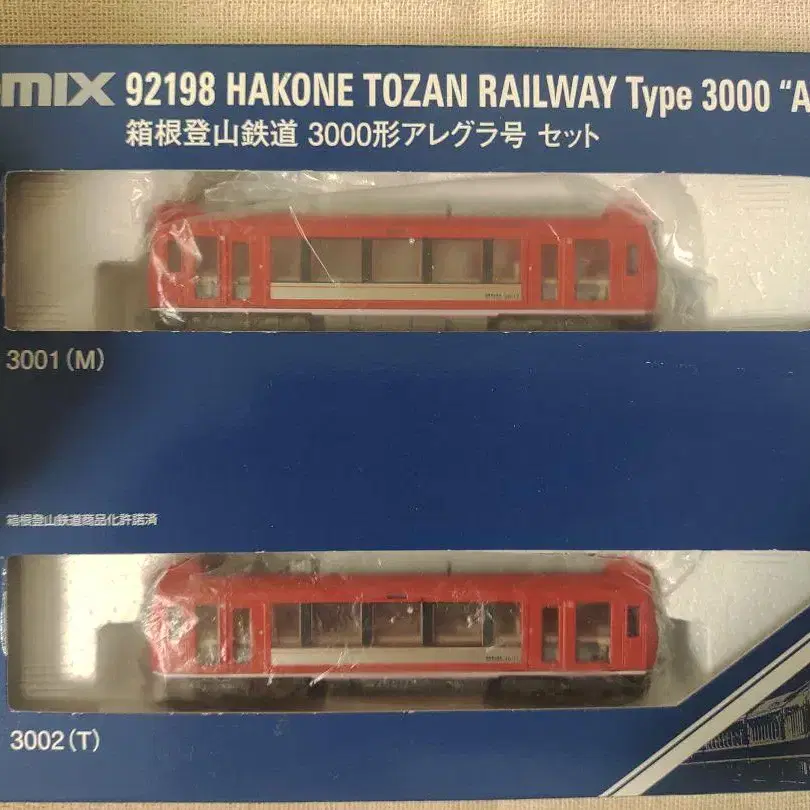 mix 92198 HAKONE TOZAN RAILWAY Type 3000 "A
箱根登山鉄道 3000形アレグラ号 セット
3001(M)
箱根登山鉄道商品化許諾済
3002(T)